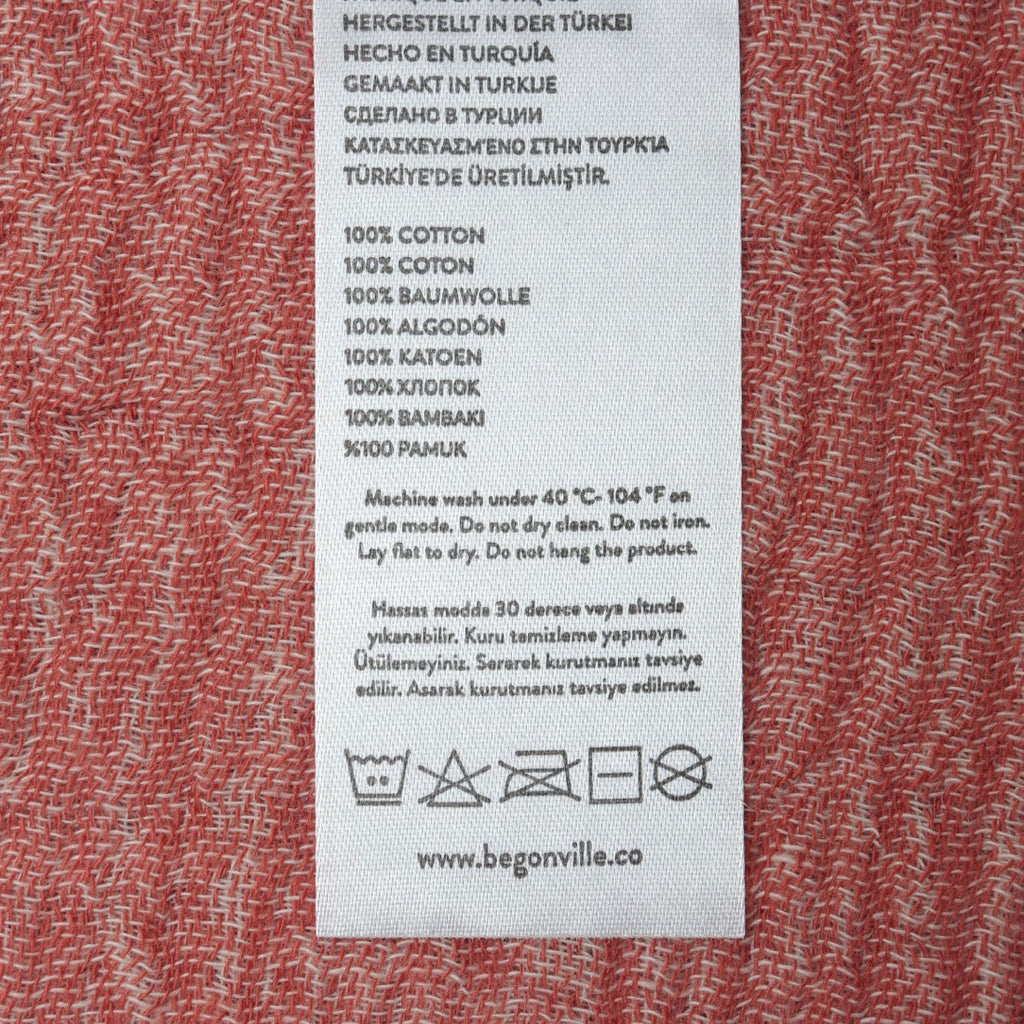 HERGESTELLT IN DER TÜRKEI
HECHO EN TURQUÍA
GEMAAKT IN TURKIJE
СДЕЛАНО В ТУРЦИИ
ΚΑΤΑΣΚΕΥΑΣΜΈΝΟ ΣΤΗΝ ΤΟΥΡΚΊΑ
TÜRKİYE'DE ÜRETİLMİŞTİR.
100% COTTON
100% COTON
100% BAUMWOLLE
100% ALGODÓN
100% KATOEN
100% ХЛОПОК
100% BAMBAKI
%100 PAMUK
Machine wash under 40 °C- 104 °F on
gentle mode. Do not dry clean. Do not iron.
Lay flat to dry. Do not hang the product.
Hassas modda 30 derece veya altında
yıkanabilir. Kuru temizleme yapmayın.
Ütülemeyiniz. Sererek kurutmanız tavsiye
edilir. Asarak kurutmanız tavsiye edilmez.
www.begonville.co